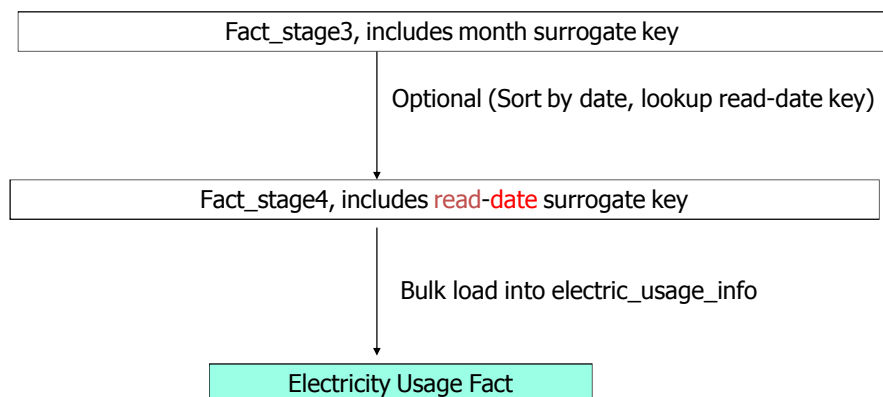 Fact_stage3, includes month surrogate key
Optional (Sort by date, lookup read-date key)
Fact_stage4, includes read-date surrogate key
Bulk load into electric_usage_info
Electricity Usage Fact